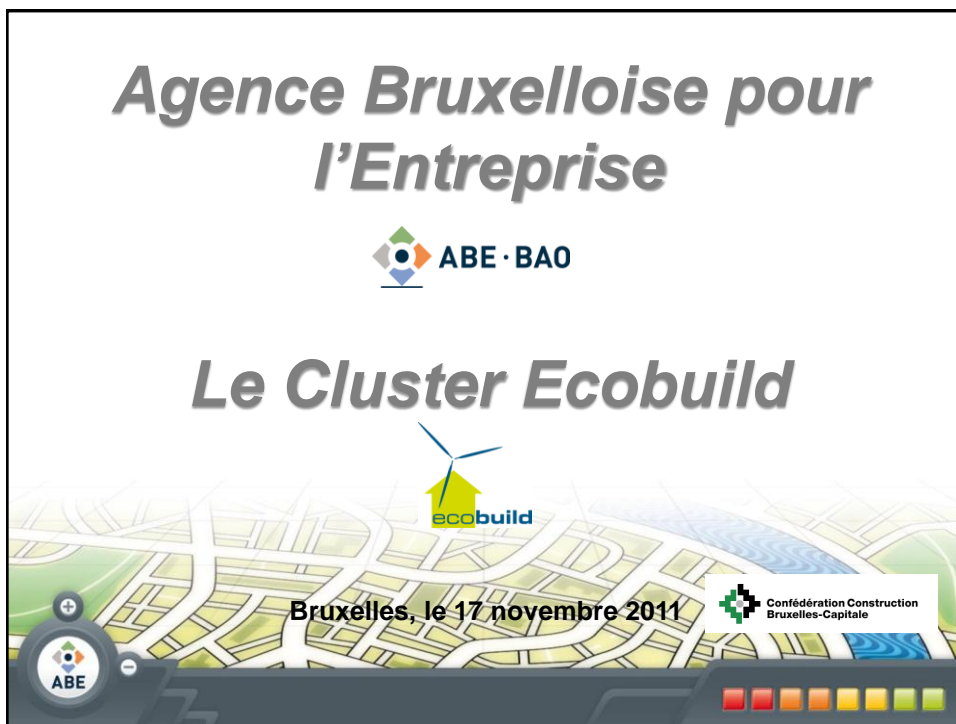 Agence Bruxelloise pour
l’Entreprise
ABE · BAO
Le Cluster Ecobuild
ecobuild
Bruxelles, le 17 novembre 2011
Confédération Construction
Bruxelles-Capitale
ABE